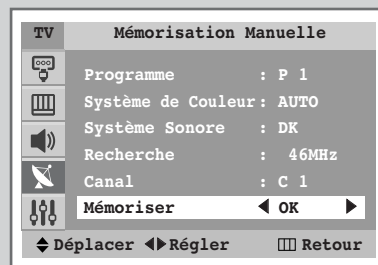 TV Mémorisation Manuelle
Programme : P 1
Système de Couleur : AUTO
Système Sonore : DK
Recherche : 46MHz
Canal : C 1
Mémoriser ◀ OK ▶
Déplacer Régler Retour